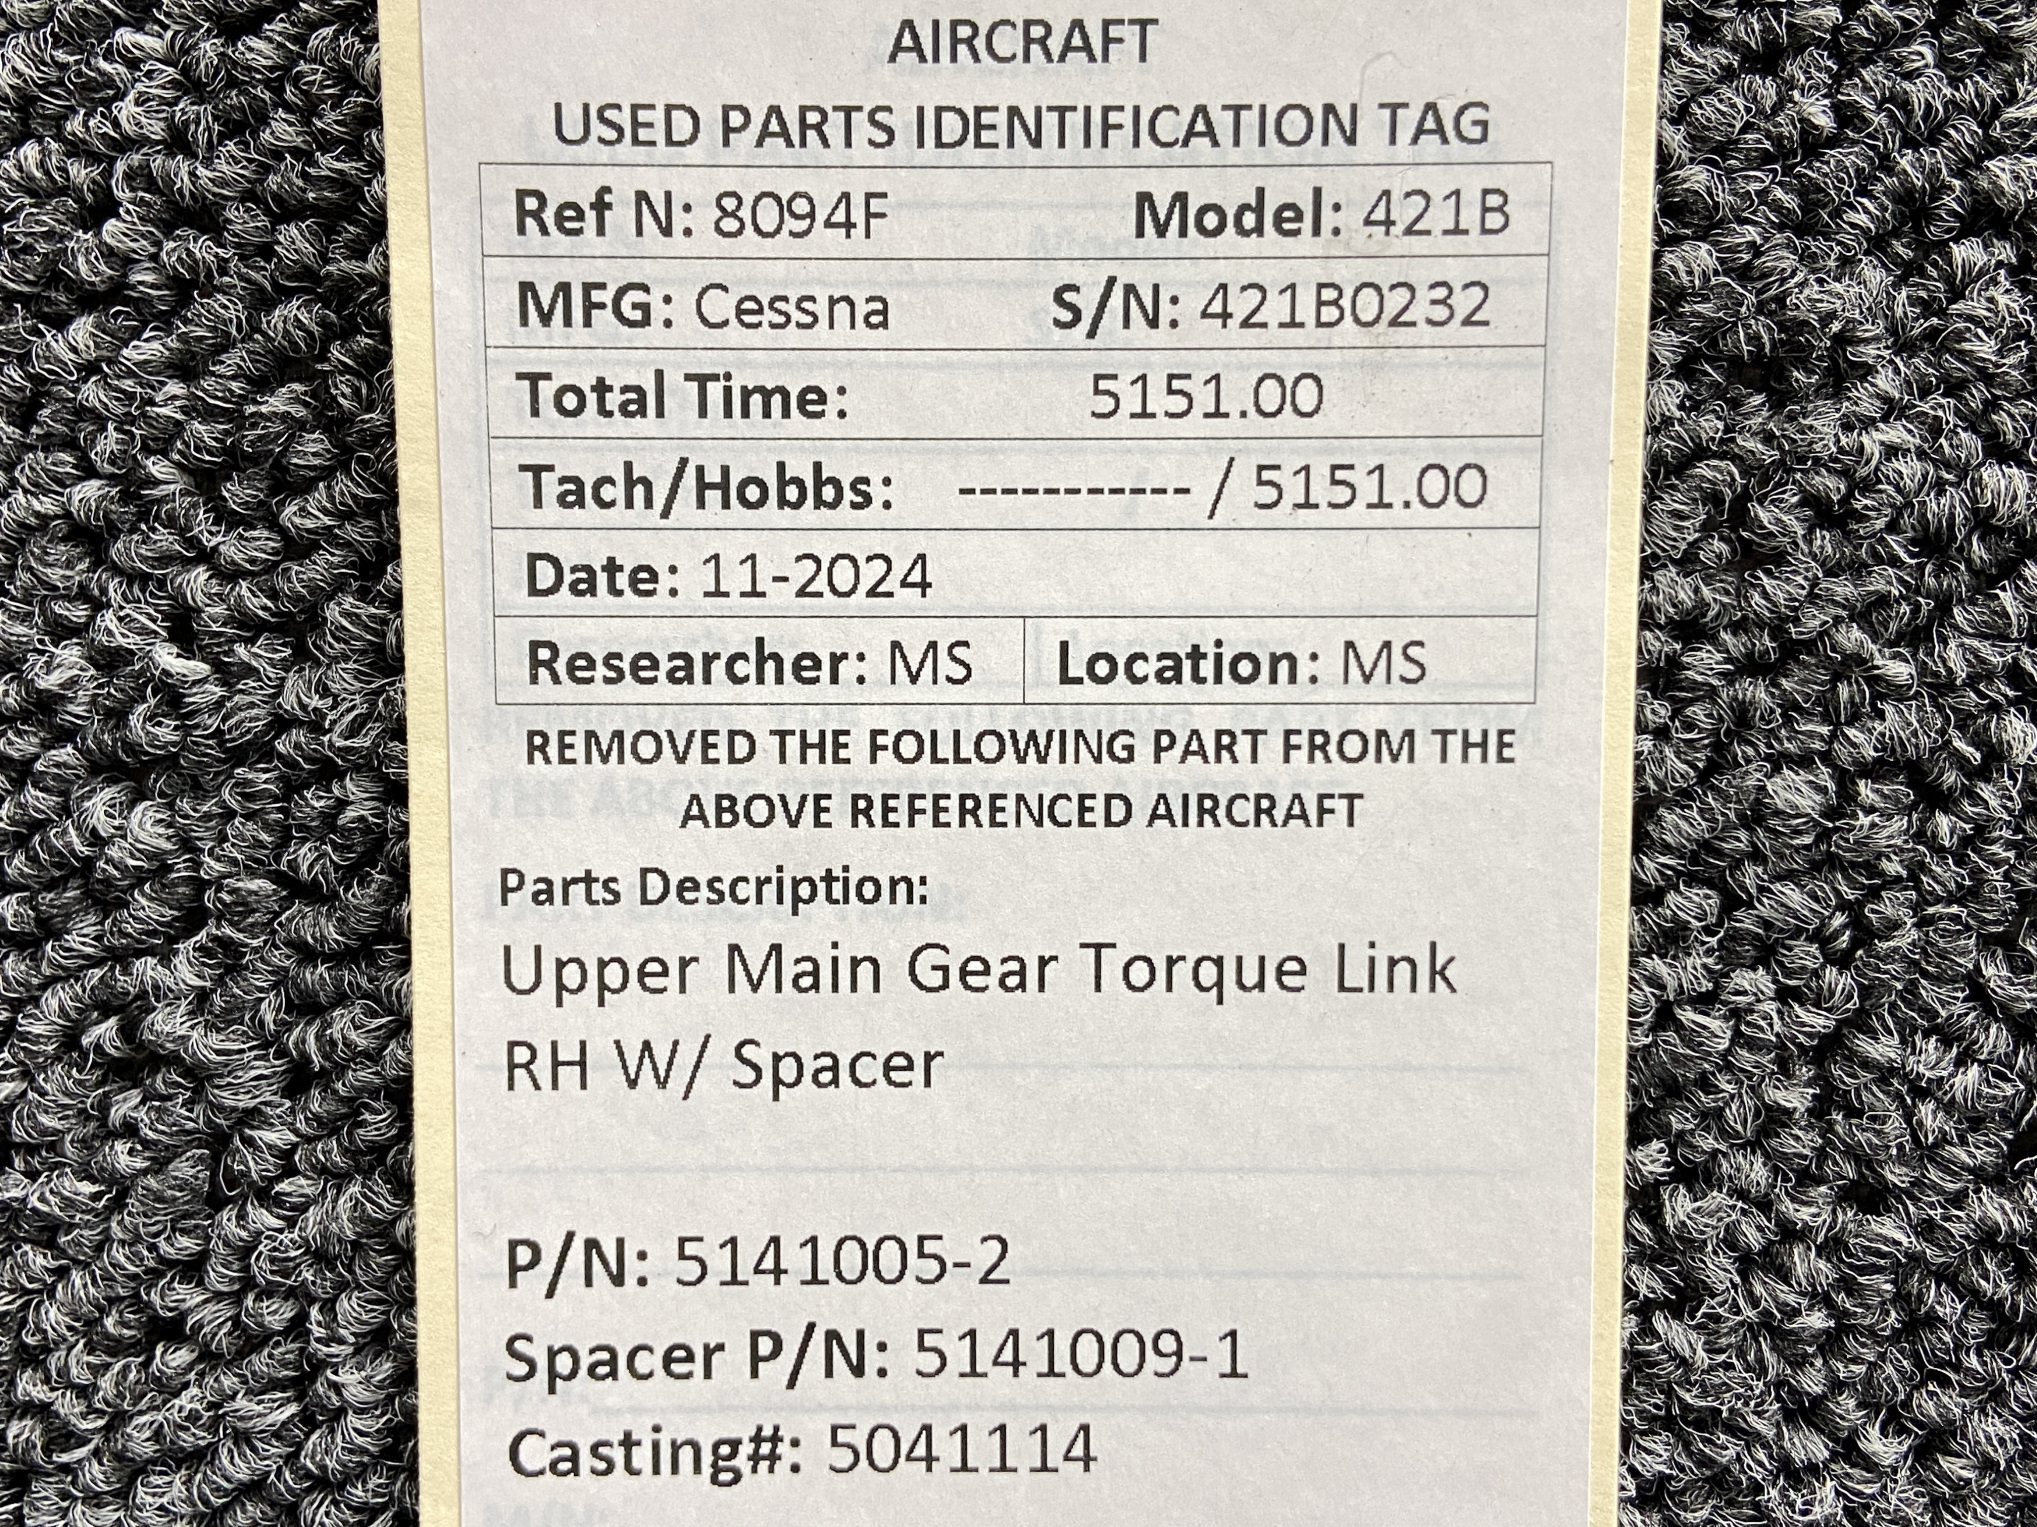 AIRCRAFT
USED PARTS IDENTIFICATION TAG
Ref N: 8094F Model: 421B
MFG: Cessna S/N: 421B0232
Total Time: 5151.00
Tach/Hobbs: ----------- / 5151.00
Date: 11-2024
Researcher: MS Location: MS
REMOVED THE FOLLOWING PART FROM THE
ABOVE REFERENCED AIRCRAFT
Parts Description:
Upper Main Gear Torque Link
RH W/ Spacer
P/N: 5141005-2
Spacer P/N: 5141009-1
Casting#: 5041114